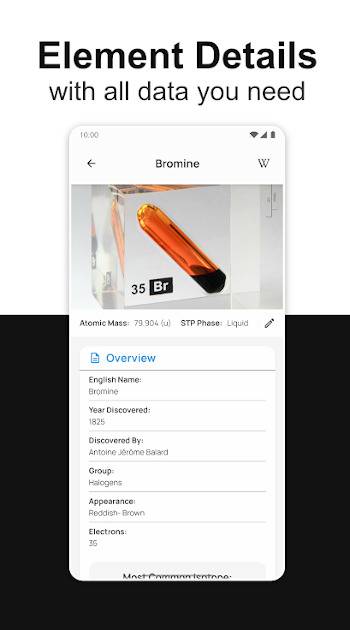 Element Details
with all data you need
10:00
Bromine W
35 Br
Atomic Mass: 79,904 (u) STP Phase: Liquid
Overview
English Name:
Bromine
Year Discovered:
1825
Discovered By:
Antoine Jérôme Balard
Group:
Halogens
Appearance:
Reddish- Brown
Electrons:
35
Most Common Isotope: